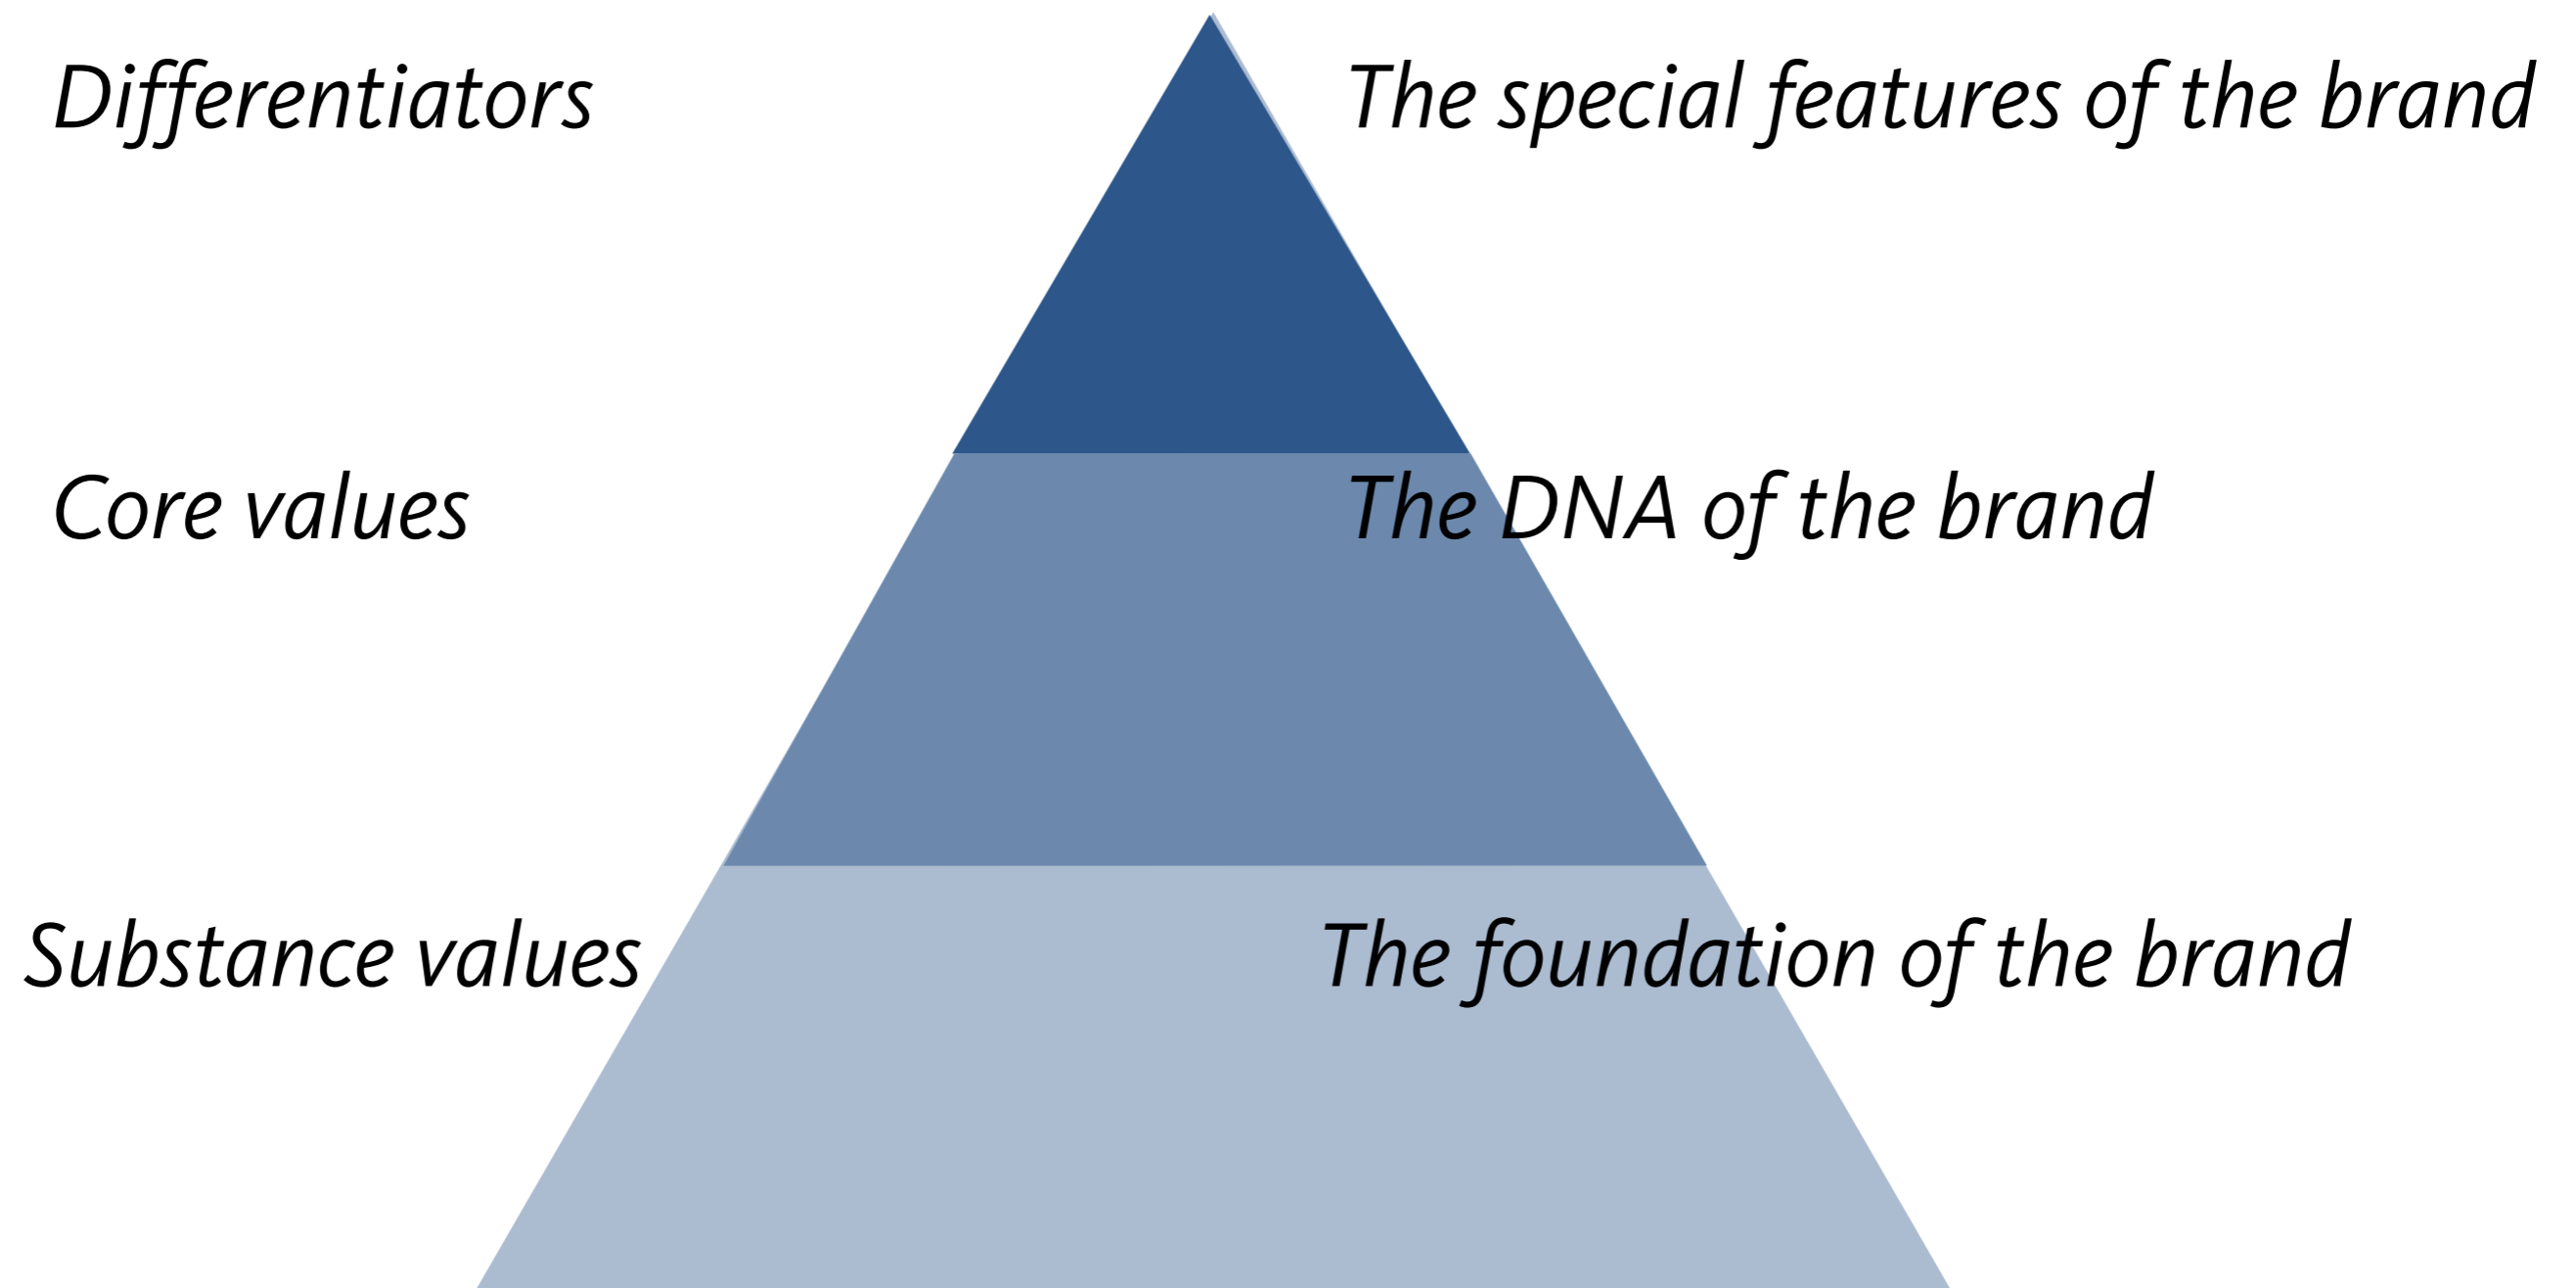 Differentiators
The special features of the brand
Core values
The DNA of the brand
Substance values
The foundation of the brand